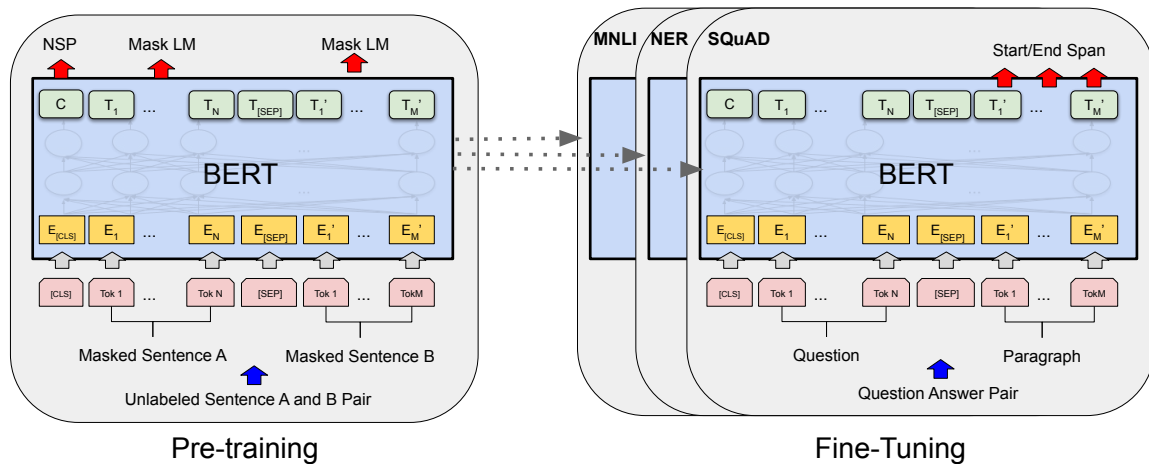 NSP Mask LM Mask LM
C T1 ... TN T[SEP] T1' ... TM'
...
BERT
...
E[CLS] E1 ... EN E[SEP] E1' ... EM'
[CLS] Tok 1 ... Tok N [SEP] Tok 1 ... TokM
Masked Sentence A Masked Sentence B
Unlabeled Sentence A and B Pair
Pre-training
MNLI NER SQuAD
Start/End Span
C T1 ... TN T[SEP] T1' ... TM'
...
BERT
...
E[CLS] E1 ... EN E[SEP] E1' ... EM'
[CLS] Tok 1 ... Tok N [SEP] Tok 1 ... TokM
Question Paragraph
Question Answer Pair
Fine-Tuning